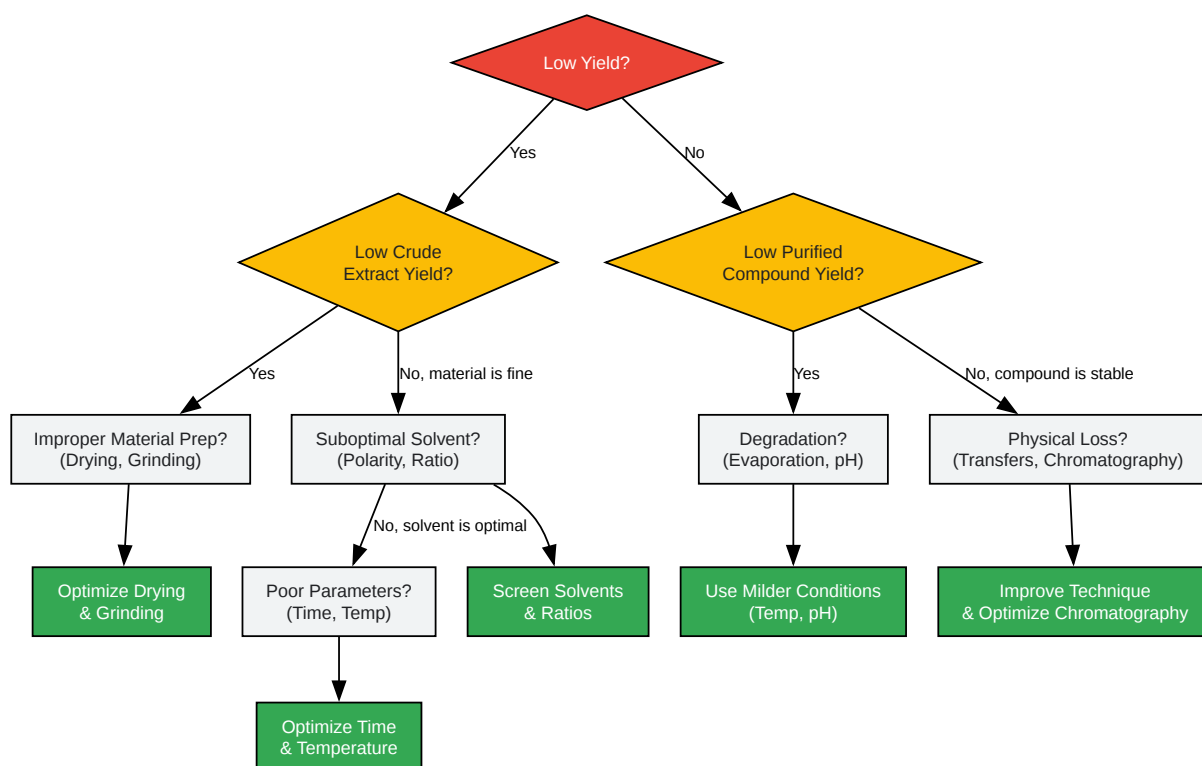 Low Yield?
Yes
No
Low Crude
Extract Yield?
Low Purified
Compound Yield?
Yes
No, material is fine
Yes
No, compound is stable
Improper Material Prep?
(Drying, Grinding)
Suboptimal Solvent?
(Polarity, Ratio)
Degradation?
(Evaporation, pH)
Physical Loss?
(Transfers, Chromatography)
No, solvent is optimal
Optimize Drying
& Grinding
Poor Parameters?
(Time, Temp)
Screen Solvents
& Ratios
Use Milder Conditions
(Temp, pH)
Improve Technique
& Optimize Chromatography
Optimize Time
& Temperature